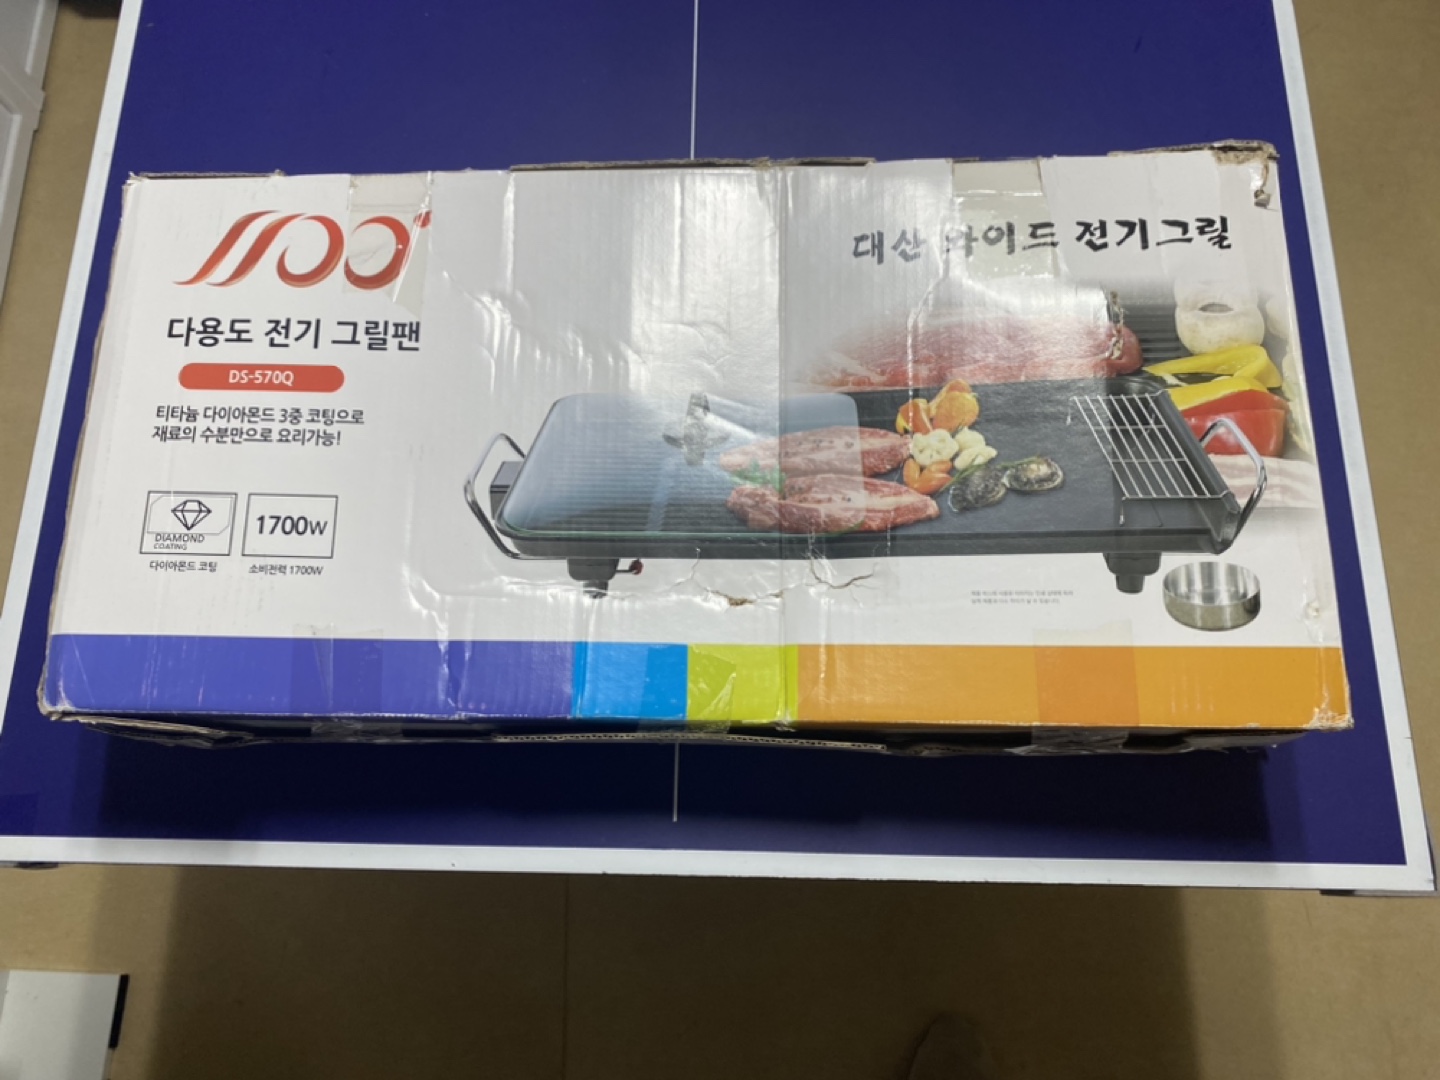 다용도 전기 그릴팬
DS-570Q
티타늄 다이아몬드 3중 코팅으로
재료의 수분만으로 요리가능!
DIAMOND
COATING
다이아몬드 코팅
1700W
소비전력 1700W
대산 와이드 전기그릴